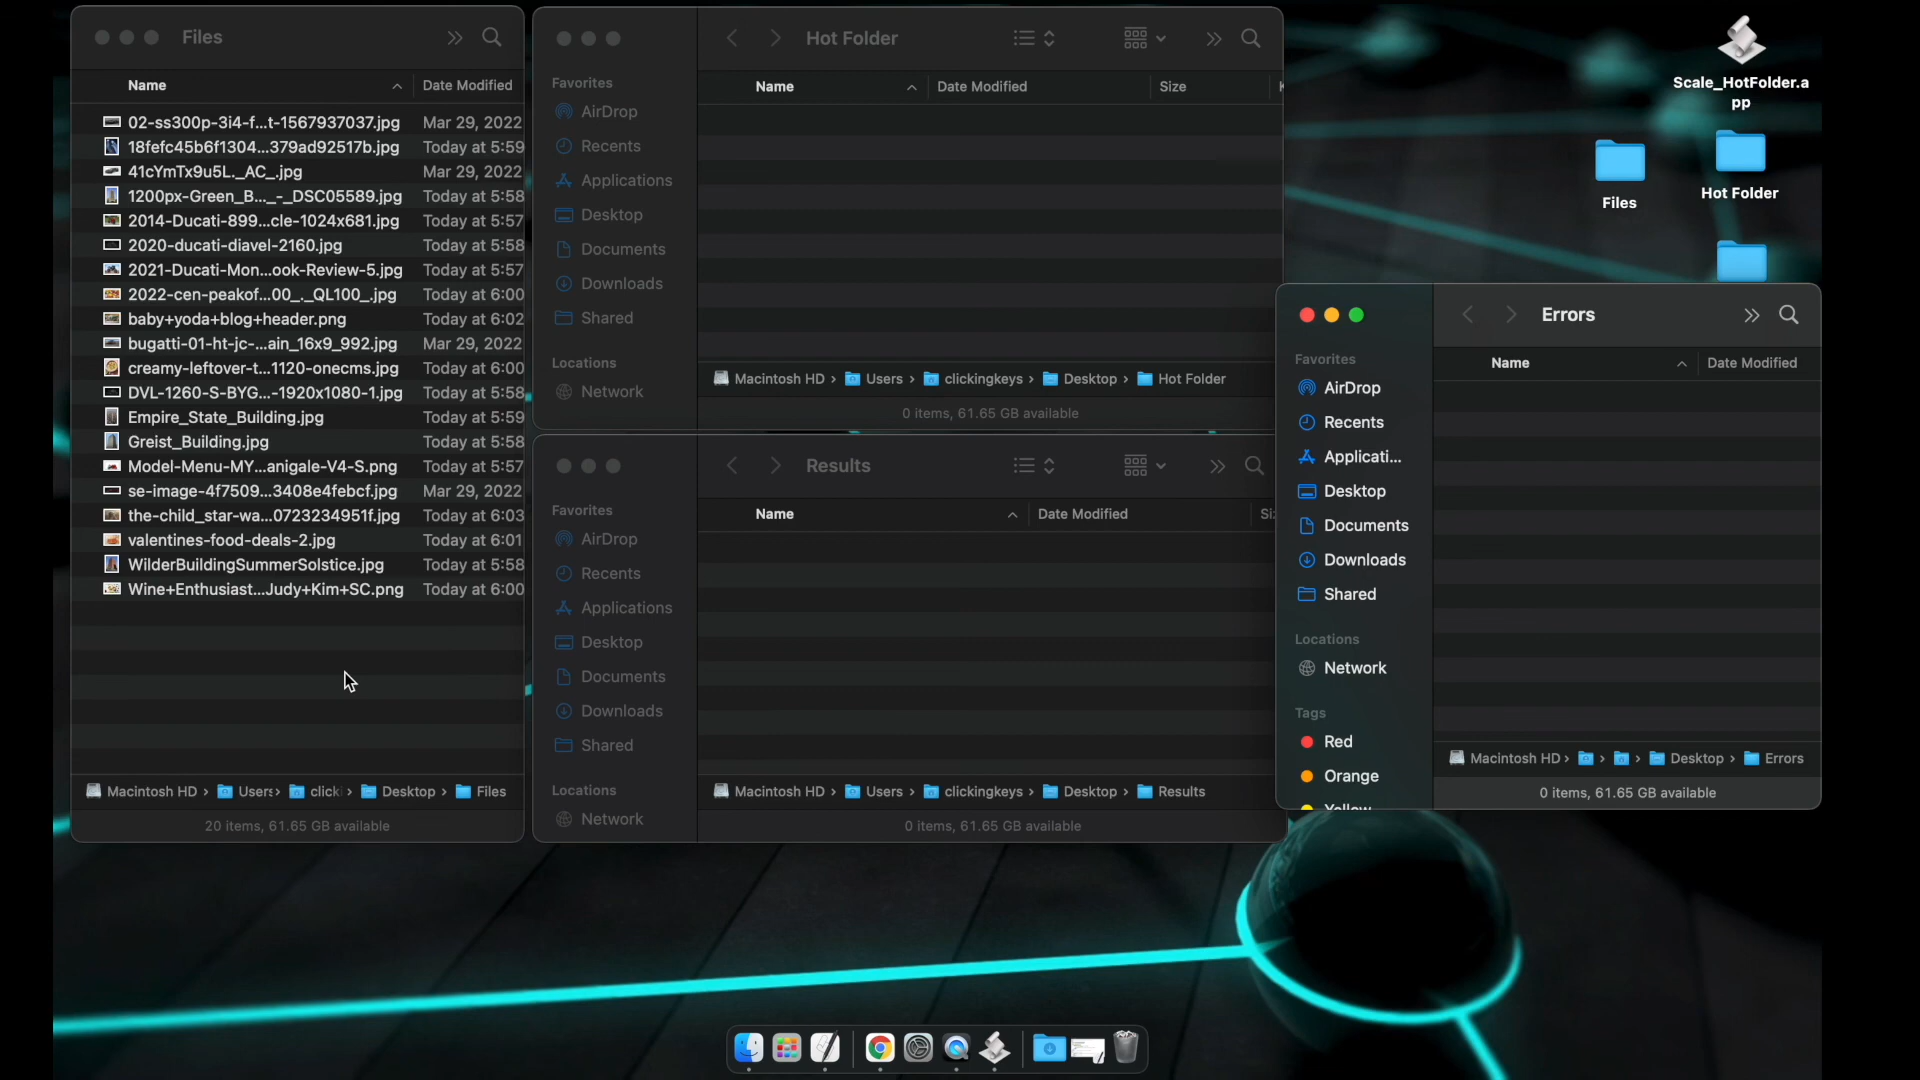 Files
Name
Date Modified
02-ss300p-3i4-f...t-1567937037.jpg Mar 29, 2022
18fefc45b6f1304...379ad92517b.jpg Today at 5:59
41cYmTx9u5L._AC_.jpg Mar 29, 2022
1200px-Green_B..._-_DSC05589.jpg Today at 5:58
2014-Ducati-899...cle-1024x681.jpg Today at 5:57
2020-ducati-diavel-2160.jpg Today at 5:58
2021-Ducati-Mon...ook-Review-5.jpg Today at 5:57
2022-cen-peakof...00_._QL100_.jpg Today at 6:00
baby+yoda+blog+header.png Today at 6:02
bugatti-01-ht-jc-...ain_16x9_992.jpg Mar 29, 2022
creamy-leftover-t...1120-onecms.jpg Today at 6:00
DVL-1260-S-BYG...-1920x1080-1.jpg Today at 5:58
Empire_State_Building.jpg Today at 5:59
Greist_Building.jpg Today at 5:58
Model-Menu-MY...anigale-V4-S.png Today at 5:57
se-image-4f7509...3408e4febcf.jpg Mar 29, 2022
the-child_star-wa...0723234951f.jpg Today at 6:03
valentines-food-deals-2.jpg Today at 6:01
WilderBuildingSummerSolstice.jpg Today at 5:58
Wine+Enthusiast...Judy+Kim+SC.png Today at 6:00
Macintosh HD › Users › click › Desktop › Files
20 items, 61.65 GB available
Hot Folder
Favorites
AirDrop
Recents
Applications
Desktop
Documents
Downloads
Shared
Locations
Network
Name
Date Modified
Size
Macintosh HD › Users › clickingkeys › Desktop › Hot Folder
0 items, 61.65 GB available
Results
Favorites
AirDrop
Recents
Applications
Desktop
Documents
Downloads
Shared
Locations
Network
Name
Date Modified
Macintosh HD › Users › clickingkeys › Desktop › Results
0 items, 61.65 GB available
Scale_HotFolder.a
pp
Files
Hot Folder
Errors
Favorites
AirDrop
Recents
Applicati...
Desktop
Documents
Downloads
Shared
Locations
Network
Tags
Red
Orange
Yellow
Name
Date Modified
Macintosh HD › › › Desktop › Errors
0 items, 61.65 GB available